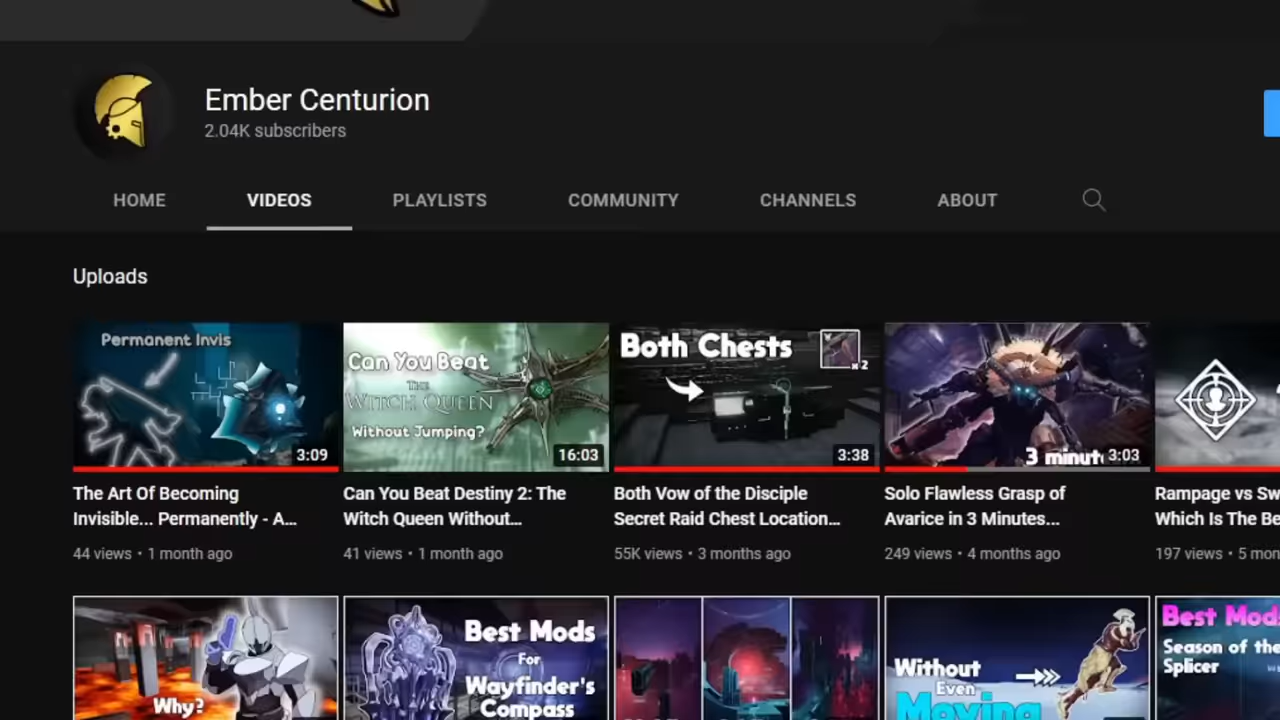 Ember Centurion
2.04K subscribers
HOME VIDEOS PLAYLISTS COMMUNITY CHANNELS ABOUT
Uploads
Permanent Invis
3:09
Can You Beat
THE
WITCH QUEEN
Without Jumping?
16:03
Both Chests
x2
3:38
3 minut
3:03
The Art Of Becoming
Invisible... Permanently - A...
44 views • 1 month ago
Can You Beat Destiny 2: The
Witch Queen Without...
41 views • 1 month ago
Both Vow of the Disciple
Secret Raid Chest Location...
55K views • 3 months ago
Solo Flawless Grasp of
Avarice in 3 Minutes...
249 views • 4 months ago
Rampage vs Sw
Which Is The Be
197 views • 5 mon
Why?
Best Mods
For
Wayfinder's
Compass
Without
Even
Moving
Best Mod
Season of the
Splicer